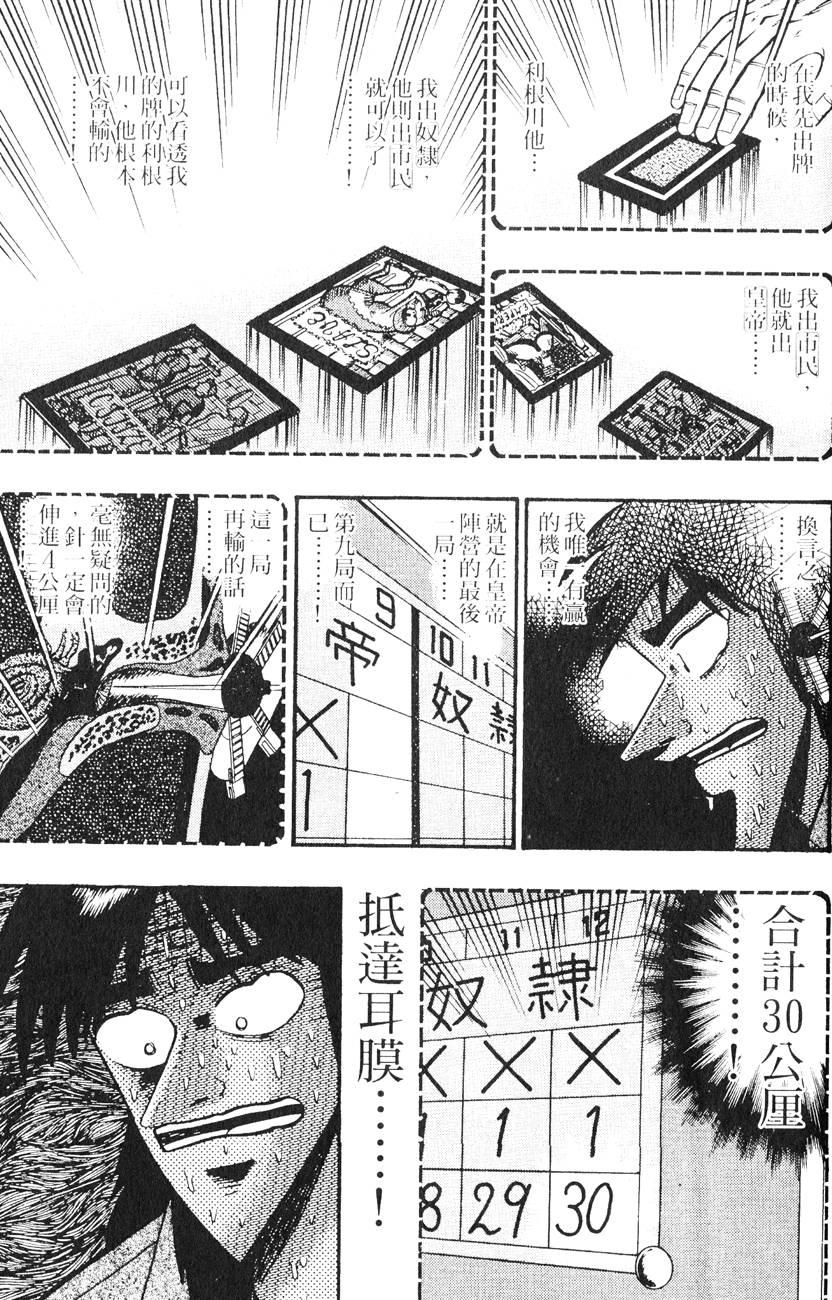 在我先出牌
的時候，
利根川他…
我出市民，
他就出
皇帝………
我出奴隸，
他則出市民
就可以了
………！
可以看透我
的牌的利根
川，他根本
不會輸的
………！
SLAVE
換言之
我唯一有贏
的機會……
就是在皇帝
陣營的最後
一局……
第九局而
已……！
9
10
11
帝
奴
隸
1
這一局
再輸的話
………
毫無疑問的
，針一定會
伸進4公厘
合計30公厘
………！
11
12
奴隸
1
1
1
8
29
30
抵達耳膜……！